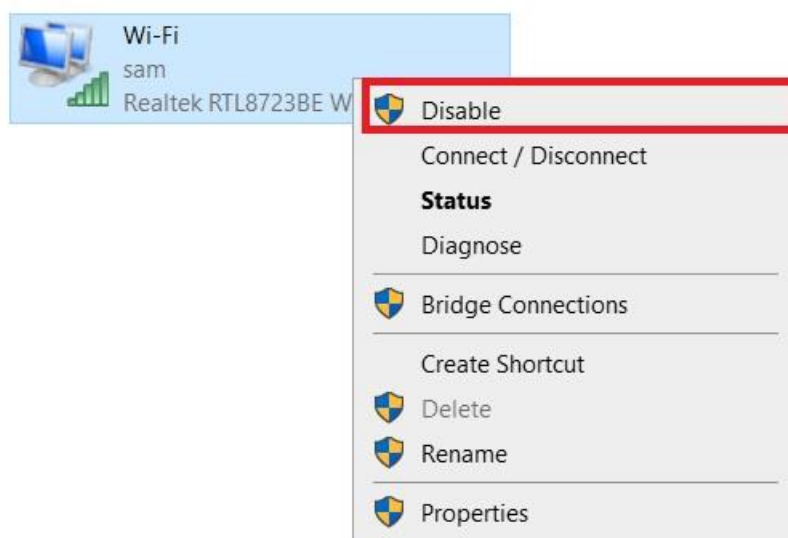 Wi-Fi
sam
Realtek RTL8723BE W
Disable
Connect / Disconnect
Status
Diagnose
Bridge Connections
Create Shortcut
Delete
Rename
Properties